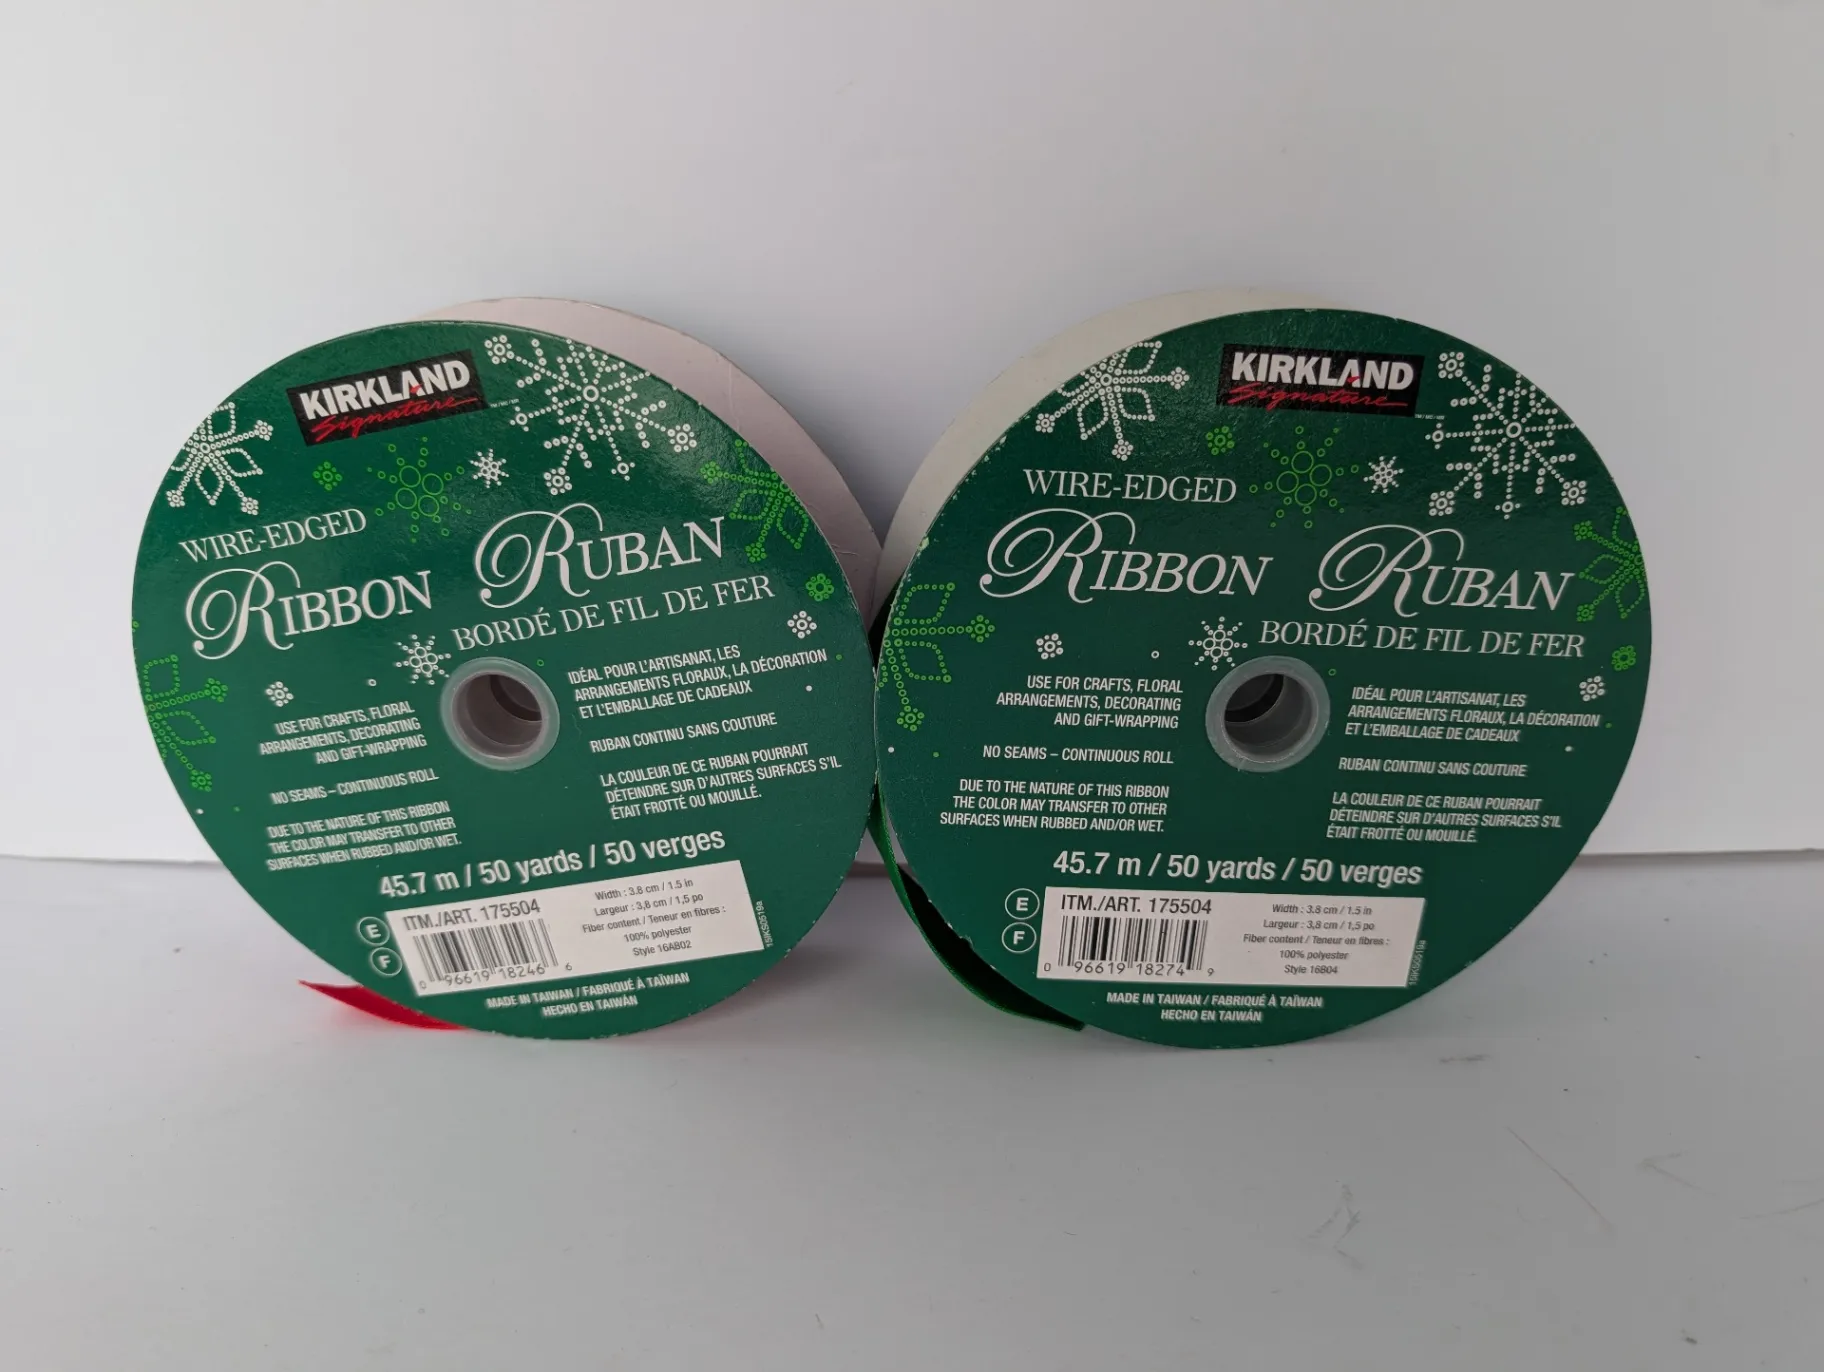 KIRKLAND
Signature
TM/MC/MR
WIRE-EDGED
RIBBON
RUBAN
BORDÉ DE FIL DE FER
USE FOR CRAFTS, FLORAL
ARRANGEMENTS, DECORATING
AND GIFT-WRAPPING
NO SEAMS – CONTINUOUS ROLL
DUE TO THE NATURE OF THIS RIBBON
THE COLOR MAY TRANSFER TO OTHER
SURFACES WHEN RUBBED AND/OR WET.
IDÉAL POUR L'ARTISANAT, LES
ARRANGEMENTS FLORAUX, LA DÉCORATION
ET L'EMBALLAGE DE CADEAUX
RUBAN CONTINU SANS COUTURE
LA COULEUR DE CE RUBAN POURRAIT
DÉTEINDRE SUR D'AUTRES SURFACES S'IL
ÉTAIT FROTTÉ OU MOUILLÉ.
45.7 m / 50 yards / 50 verges
E
F
ITM./ART. 175504
0 96619 18246 6
Width : 3.8 cm / 1.5 in
Largeur : 3,8 cm / 1,5 po
Fiber content / Teneur en fibres :
100% polyester
Style 16AB02
MADE IN TAIWAN / FABRIQUÉ À TAÏWAN
HECHO EN TAIWÁN
KIRKLAND
Signature
TM/MC/MR
WIRE-EDGED
RIBBON
RUBAN
BORDÉ DE FIL DE FER
USE FOR CRAFTS, FLORAL
ARRANGEMENTS, DECORATING
AND GIFT-WRAPPING
NO SEAMS – CONTINUOUS ROLL
DUE TO THE NATURE OF THIS RIBBON
THE COLOR MAY TRANSFER TO OTHER
SURFACES WHEN RUBBED AND/OR WET.
IDÉAL POUR L'ARTISANAT, LES
ARRANGEMENTS FLORAUX, LA DÉCORATION
ET L'EMBALLAGE DE CADEAUX
RUBAN CONTINU SANS COUTURE
LA COULEUR DE CE RUBAN POURRAIT
DÉTEINDRE SUR D'AUTRES SURFACES S'IL
ÉTAIT FROTTÉ OU MOUILLÉ.
45.7 m / 50 yards / 50 verges
E
F
ITM./ART. 175504
0 96619 18274 9
Width : 3.8 cm / 1.5 in
Largeur : 3,8 cm / 1,5 po
Fiber content / Teneur en fibres :
100% polyester
Style 16B04
MADE IN TAIWAN / FABRIQUÉ À TAÏWAN
HECHO EN TAIWÁN